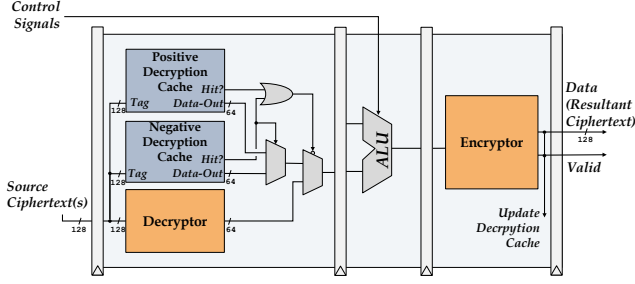 Control
Signals
Positive
Decryption
Cache
Hit?
Tag
Data-Out
128
64
Negative
Decryption
Cache
Hit?
Tag
Data-Out
128
64
Source
Ciphertext(s)
128
128
Decryptor
64
ALU
Encryptor
Data
(Resultant
Ciphertext)
128
Valid
Update
Decrpytion
Cache